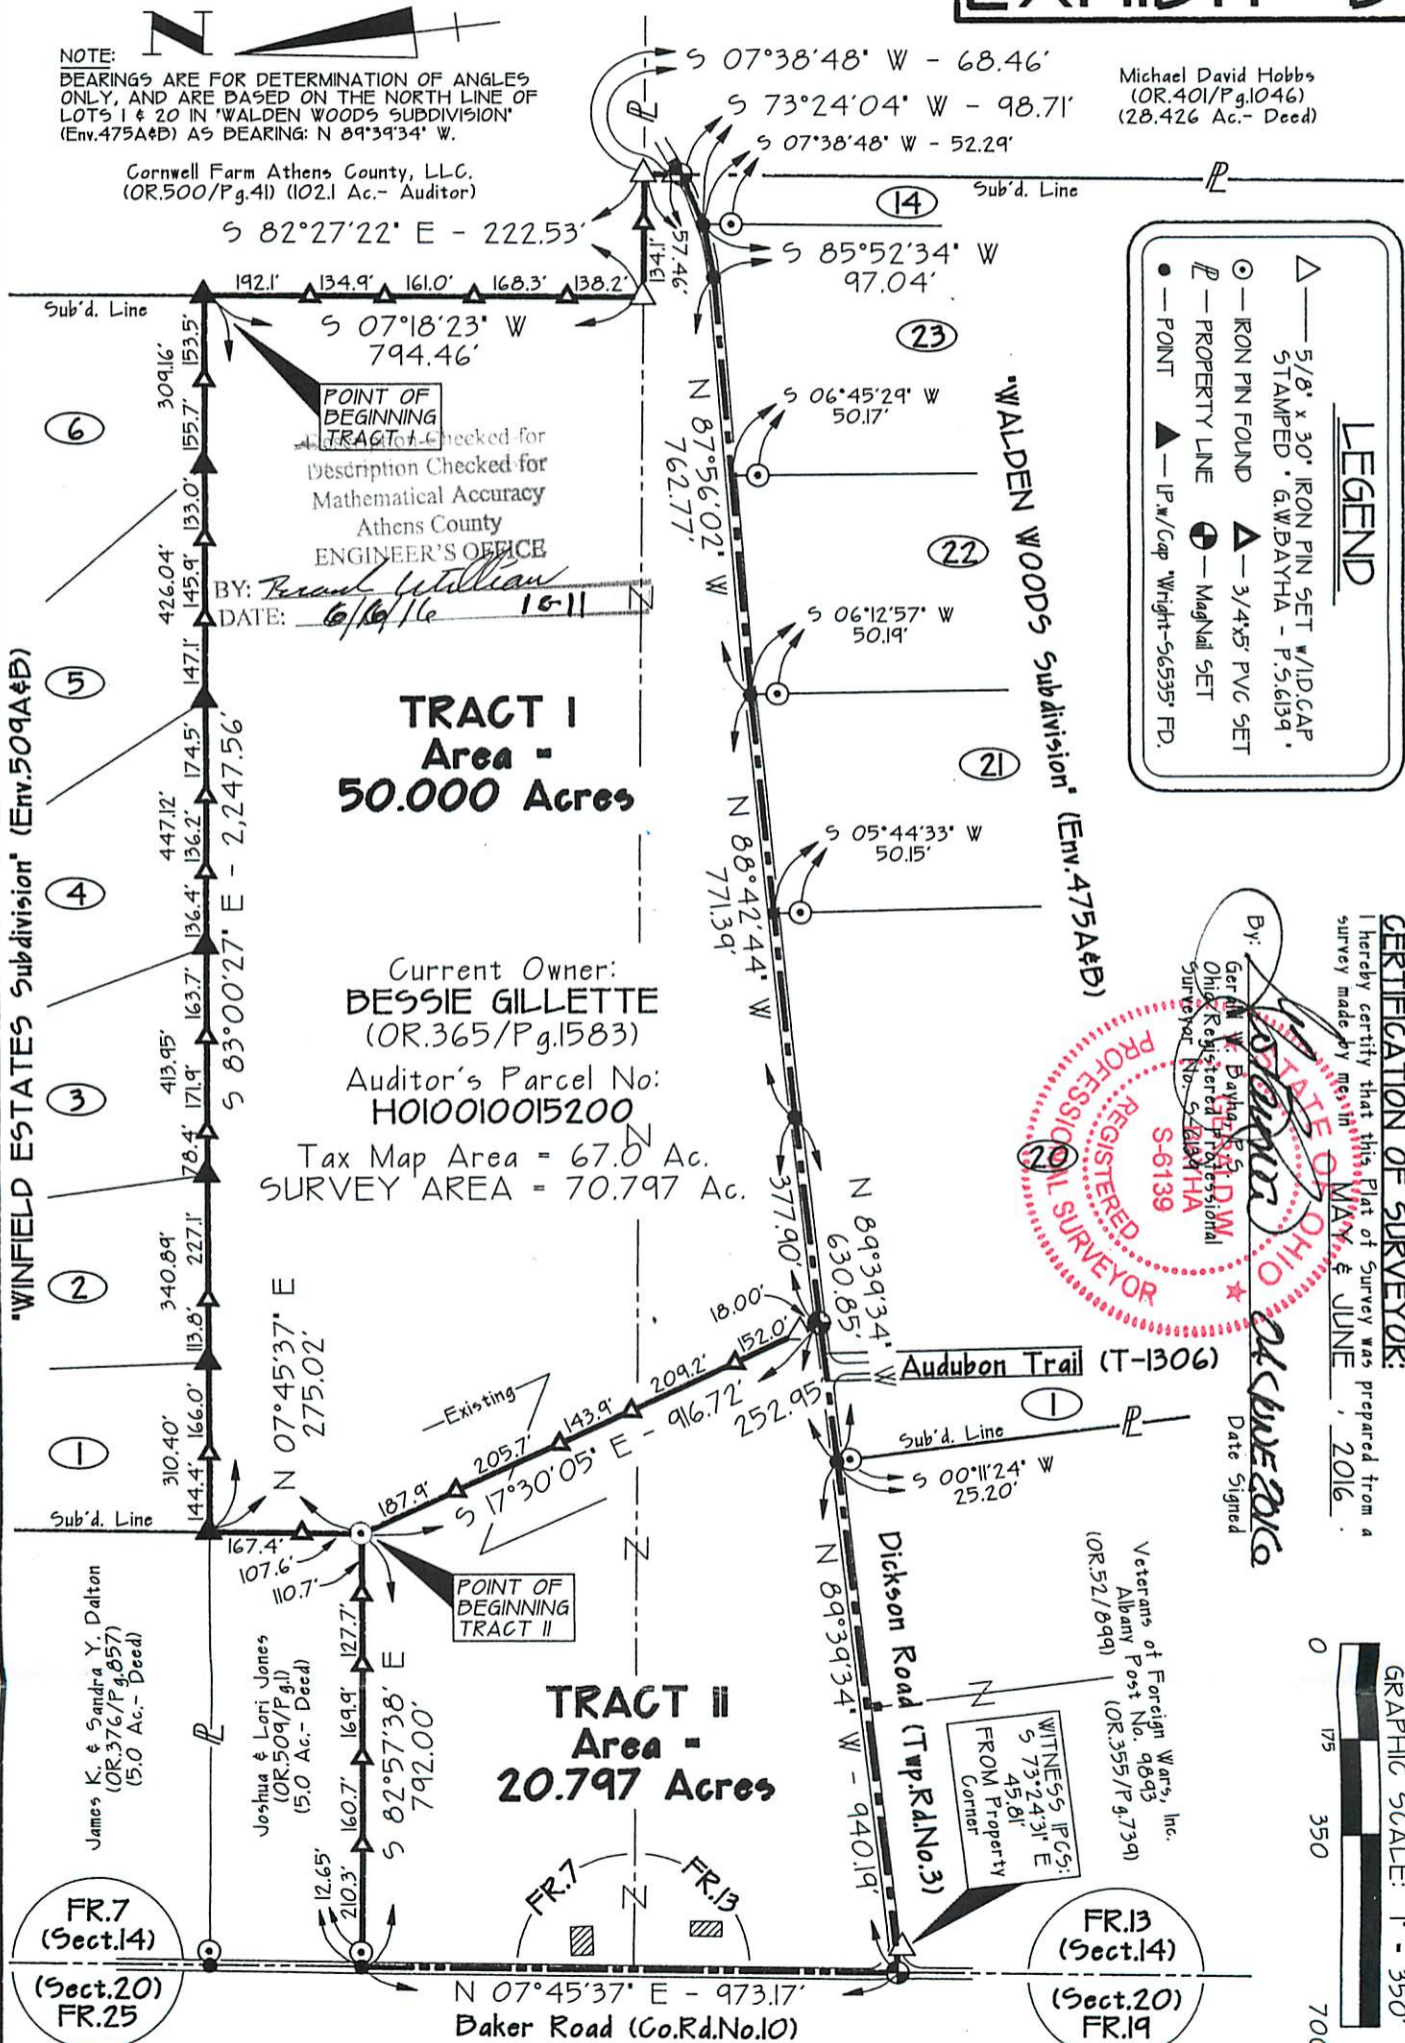 EXHIBIT
N
NOTE:
BEARINGS ARE FOR DETERMINATION OF ANGLES
ONLY, AND ARE BASED ON THE NORTH LINE OF
LOTS 1 & 20 IN "WALDEN WOODS SUBDIVISION"
(Env.475A&B) AS BEARING: N 89°39'34" W.
Cornwell Farm Athens County, LLC.
(OR.500/Pg.41) (102.1 Ac.- Auditor)
S 07°38'48" W - 68.46'
S 73°24'04" W - 98.71'
S 07°38'48" W - 52.29'
Michael David Hobbs
(OR.401/Pg.1046)
(28.426 Ac.- Deed)
PL
PL
Sub'd. Line
14
S 82°27'22" E - 222.53'
134.1'
57.46'
S 85°52'34" W
97.04'
192.1' 134.9' 161.0' 168.3' 138.2'
Sub'd. Line
S 07°18'23" W
794.46'
23
POINT OF
BEGINNING
TRACT I
Description Checked for
Description Checked for
Mathematical Accuracy
Athens County
ENGINEER'S OFFICE
BY:
DATE: 6/16/16
LEGEND
5/8" x 30" IRON PIN SET w/I.D.CAP
STAMPED "G.W.BAYHA - P.S.6139"
IRON PIN FOUND
3/4"x5' PVC SET
PL - PROPERTY LINE
MagNail SET
POINT
I.P.w/Cap "Wright-S6535" FD.
153.5'
309.16'
155.7'
6
133.0'
426.04'
145.9'
147.1'
5
174.5'
447.12'
136.2'
136.4'
4
163.7'
413.95'
171.9'
78.4'
3
227.1'
340.89'
113.8'
2
166.0'
310.40'
144.4'
1
S 83°00'27" E - 2,247.56'
"WINFIELD ESTATES Subdivision" (Env.509A&B)
S 06°45'29" W
50.17'
N 87°56'02" W
762.77'
22
S 06°12'57" W
50.19'
21
"WALDEN WOODS Subdivision" (Env.475A&B)
TRACT I
Area =
50.000 Acres
N 88°42'44" W
771.39'
S 05°44'33" W
50.15'
Current Owner:
BESSIE GILLETTE
(OR.365/Pg.1583)
Auditor's Parcel No:
H010010015200
Tax Map Area = 67.0 Ac.
SURVEY AREA = 70.797 Ac.
CERTIFICATION OF SURVEYOR:
I hereby certify that this Plat of Survey was prepared from a
survey made by me, in MAY & JUNE, 2016.
By:
Gerald W. Bayha, P.S.
Ohio Registered Professional
Surveyor No. S-6139
Date Signed
STATE OF OHIO
GERALD W.
BAYHA
S-6139
REGISTERED
PROFESSIONAL SURVEYOR
20
377.90'
N 89°39'34" W
630.85'
18.00'
252.95'
Audubon Trail (T-1306)
1
PL
Sub'd. Line
S 00°11'24" W
25.20'
N 07°45'37" E
275.02'
Existing
187.9' 205.7' 143.9' 209.2' 152.0'
S 17°30'05" E - 916.72'
Sub'd. Line
167.4'
107.6'
110.7'
POINT OF
BEGINNING
TRACT II
127.7'
169.9'
160.7'
210.3'
12.65'
S 82°57'38" E
792.00'
James K. & Sandra Y. Dalton
(OR.376/Pg.857)
(5.0 Ac.- Deed)
PL
Joshua & Lori Jones
(OR.509/Pg.1)
(5.0 Ac.- Deed)
TRACT II
Area =
20.797 Acres
N 89°39'34" W - 940.19'
Dickson Road (Twp.Rd.No.3)
Veterans of Foreign Wars, Inc.
Albany Post No. 9893
(OR.52/899) (OR.355/Pg.739)
WITNESS IPCS:
S 73°24'31" E
45.81'
FROM Property
Corner
GRAPHIC SCALE: 1" = 350'
0 175 350 700
FR.7
FR.13
FR.7
(Sect.14)
(Sect.20)
FR.25
FR.13
(Sect.14)
(Sect.20)
FR.19
N 07°45'37" E - 973.17'
Baker Road (Co.Rd.No.10)